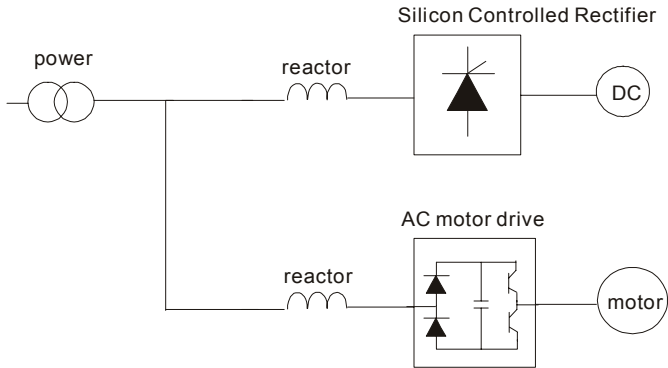 Silicon Controlled Rectifier
power
reactor
DC
AC motor drive
reactor
motor